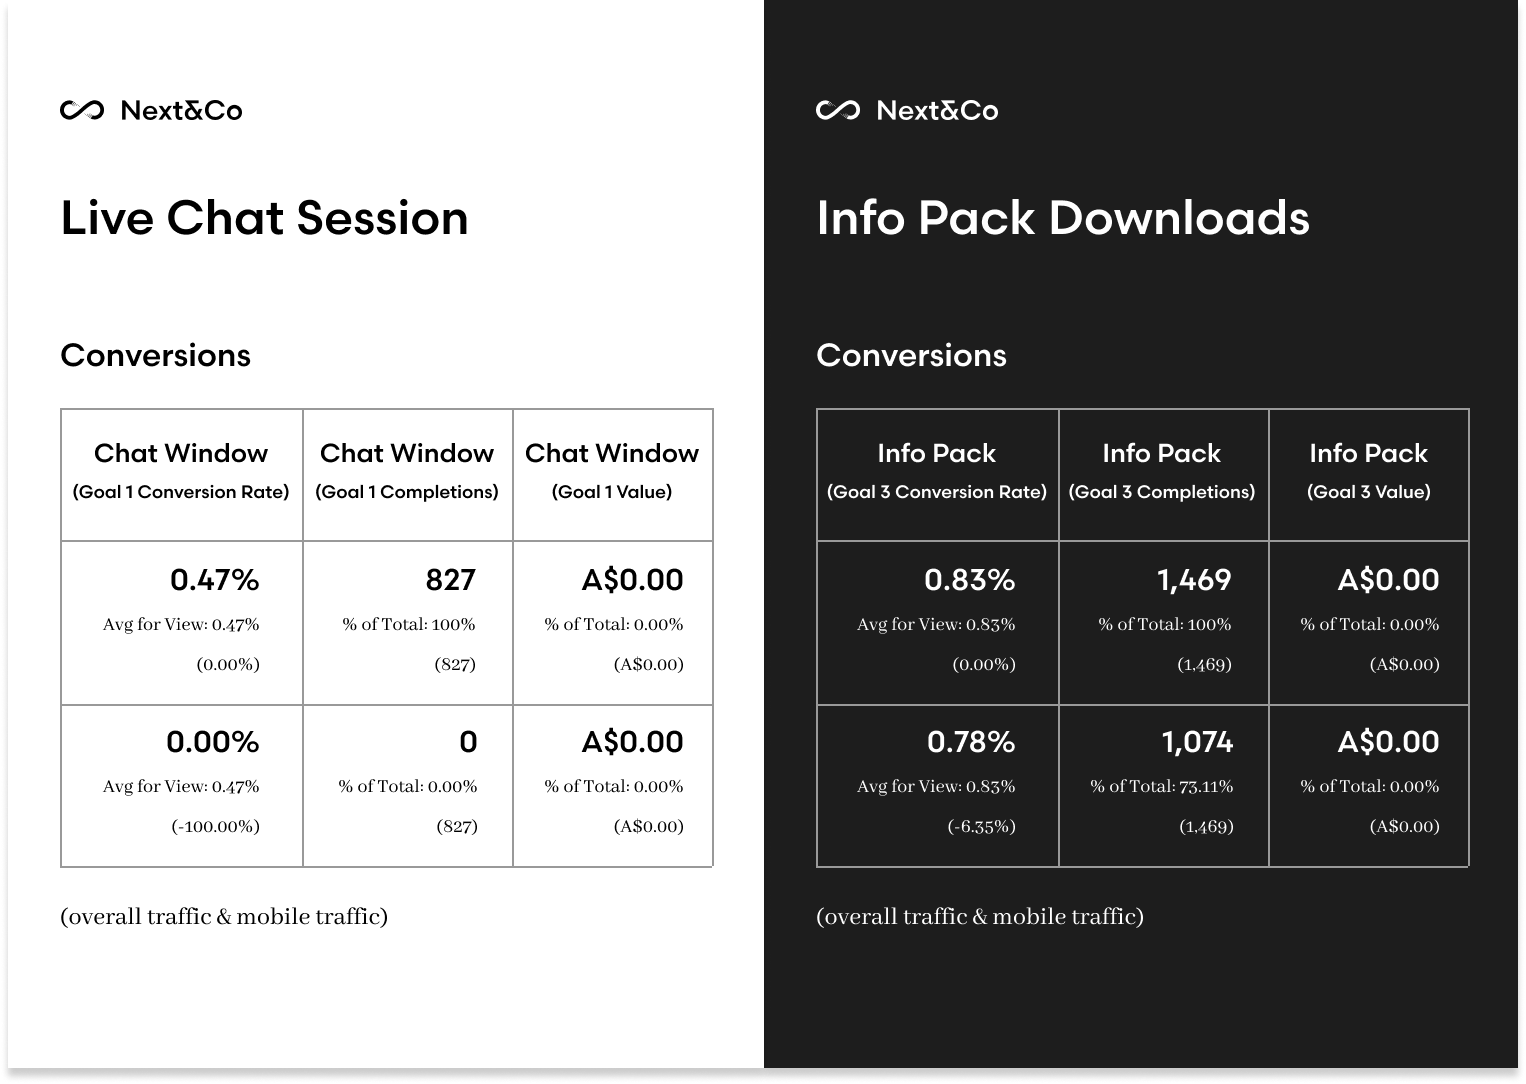 Next&Co
Live Chat Session
Conversions
Chat Window
(Goal 1 Conversion Rate)
Chat Window
(Goal 1 Completions)
Chat Window
(Goal 1 Value)
0.47%
Avg for View: 0.47%
(0.00%)
827
% of Total: 100%
(827)
A$0.00
% of Total: 0.00%
(A$0.00)
0.00%
Avg for View: 0.47%
(-100.00%)
0
% of Total: 0.00%
(827)
A$0.00
% of Total: 0.00%
(A$0.00)
(overall traffic & mobile traffic)
Next&Co
Info Pack Downloads
Conversions
Info Pack
(Goal 3 Conversion Rate)
Info Pack
(Goal 3 Completions)
Info Pack
(Goal 3 Value)
0.83%
Avg for View: 0.83%
(0.00%)
1,469
% of Total: 100%
(1,469)
A$0.00
% of Total: 0.00%
(A$0.00)
0.78%
Avg for View: 0.83%
(-6.35%)
1,074
% of Total: 73.11%
(1,469)
A$0.00
% of Total: 0.00%
(A$0.00)
(overall traffic & mobile traffic)